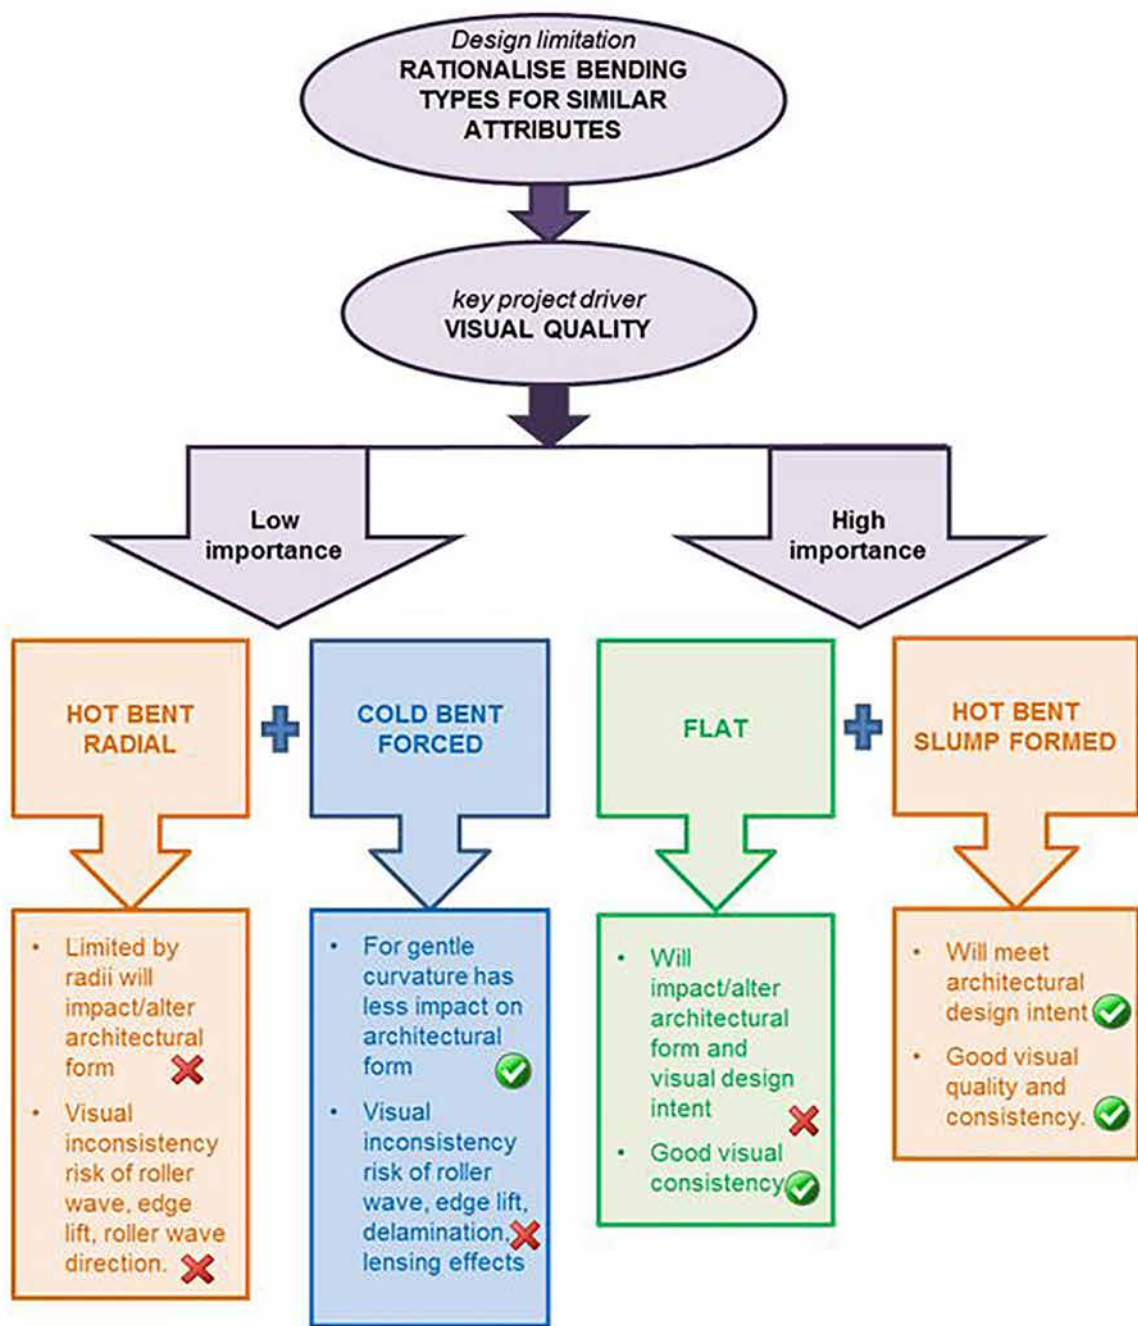 Design limitation
RATIONALISE BENDING
TYPES FOR SIMILAR
ATTRIBUTES
key project driver
VISUAL QUALITY
Low
importance
High
importance
HOT BENT
RADIAL
COLD BENT
FORCED
FLAT
HOT BENT
SLUMP FORMED
• Limited by
radii will
impact/alter
architectural
form
• Visual
inconsistency
risk of roller
wave, edge
lift, roller wave
direction.
• For gentle
curvature has
less impact on
architectural
form
• Visual
inconsistency
risk of roller
wave, edge lift,
delamination,
lensing effects
• Will
impact/alter
architectural
form and
visual design
intent
• Good visual
consistency
• Will meet
architectural
design intent
• Good visual
quality and
consistency.